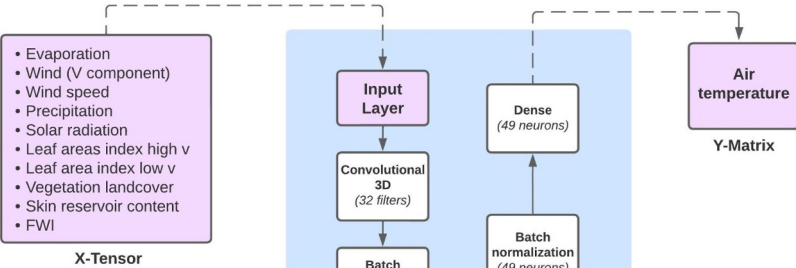 • Evaporation
• Wind (V component)
• Wind speed
• Precipitation
• Solar radiation
• Leaf areas index high v
• Leaf area index low v
• Vegetation landcover
• Skin reservoir content
• FWI
X-Tensor
Input
Layer
Convolutional
3D
(32 filters)
Batch
Dense
(49 neurons)
Batch
normalization
(49 neurons)
Air
temperature
Y-Matrix